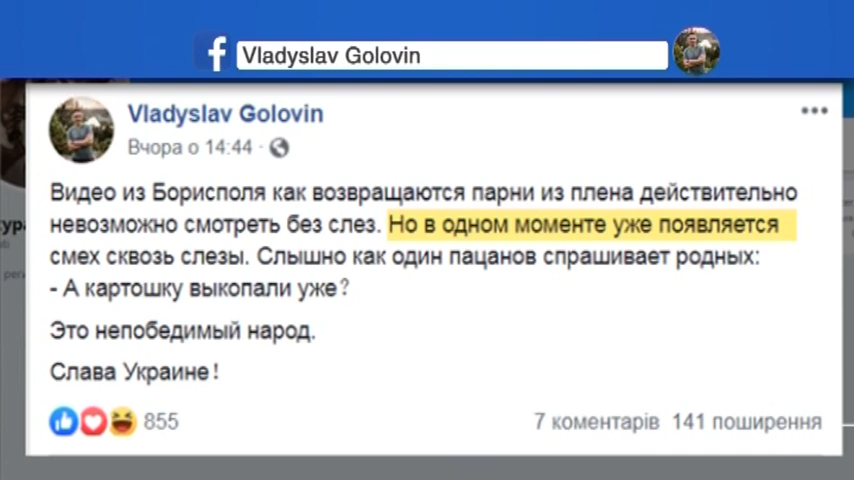 Vladyslav Golovin
Vladyslav Golovin
Вчора о 14:44 ·
Видео из Борисполя как возвращаются парни из плена действительно
невозможно смотреть без слез. Но в одном моменте уже появляется
смех сквозь слезы. Слышно как один пацанов спрашивает родных:
- А картошку выкопали уже?
Это непобедимый народ.
Слава Украине!
855
7 коментарів 141 поширення